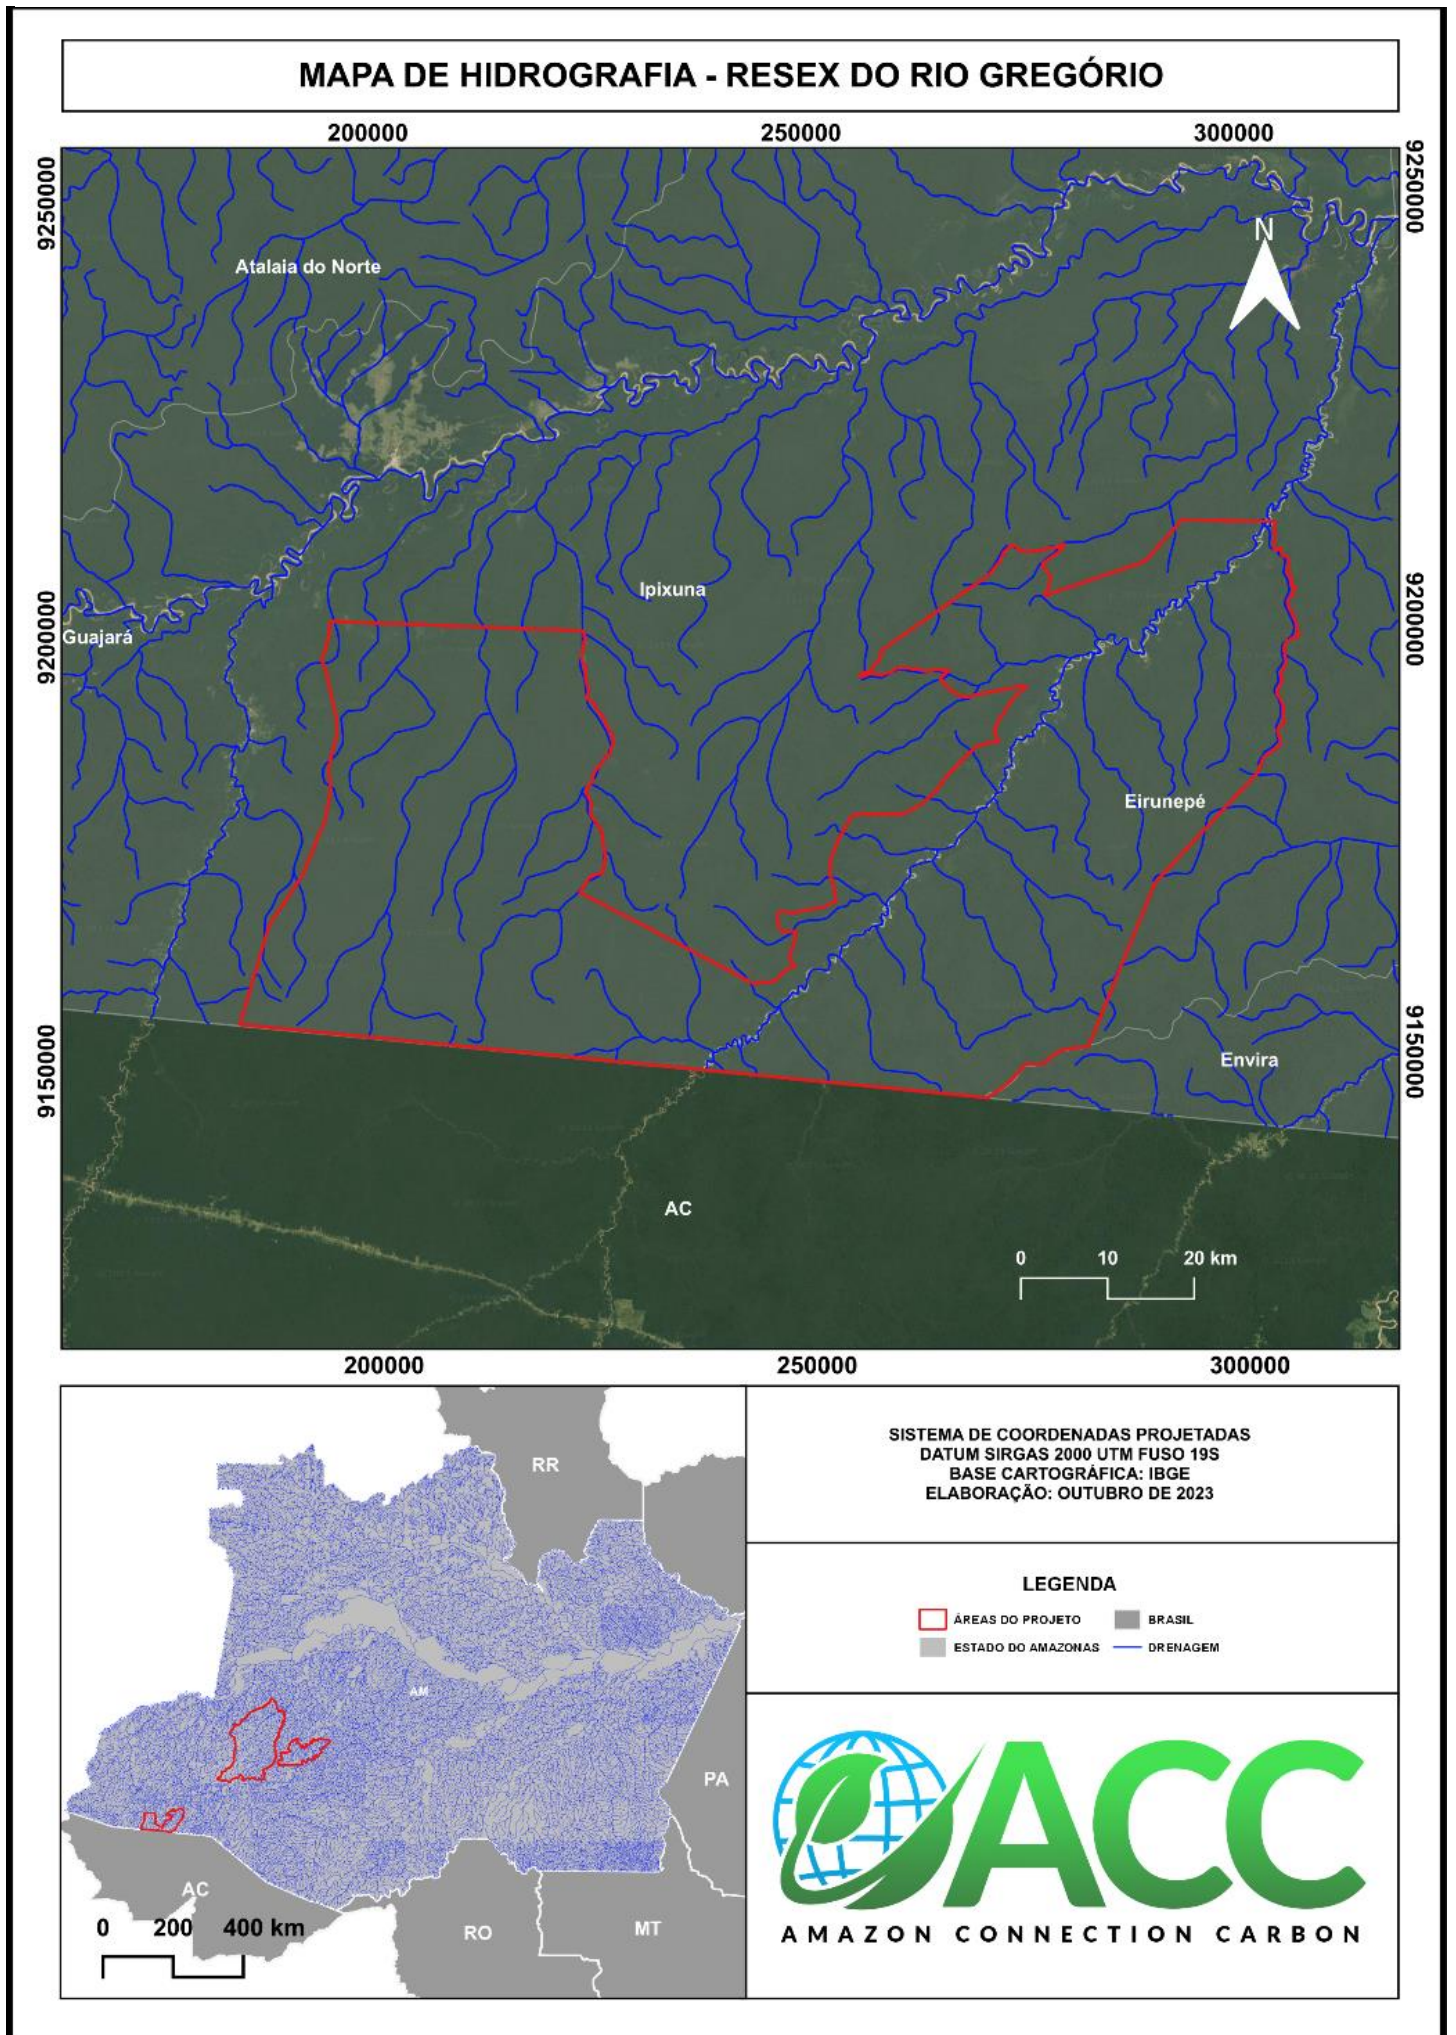 MAPA DE HIDROGRAFIA - RESEX DO RIO GREGÓRIO
200000 250000 300000
9250000 9250000
N
Atalaia do Norte
Ipixuna
9200000 9200000
Guajará
Eirunepé
9150000 9150000
Envira
AC
0 10 20 km
200000 250000 300000
RR
AM
PA
AC
RO
MT
0 200 400 km
SISTEMA DE COORDENADAS PROJETADAS
DATUM SIRGAS 2000 UTM FUSO 19S
BASE CARTOGRÁFICA: IBGE
ELABORAÇÃO: OUTUBRO DE 2023
LEGENDA
ÁREAS DO PROJETO BRASIL
ESTADO DO AMAZONAS DRENAGEM
ACC
AMAZON CONNECTION CARBON